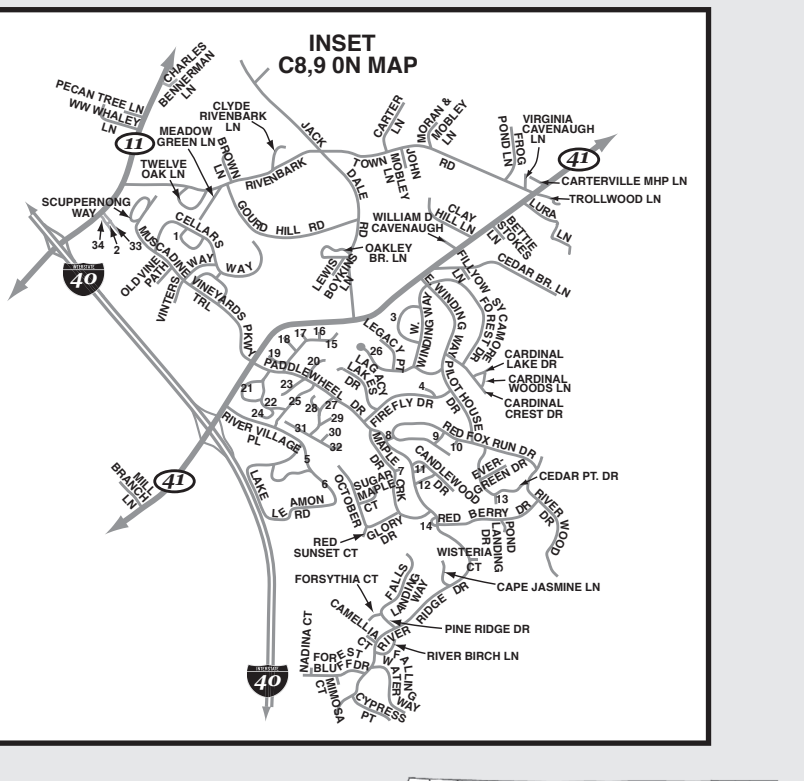 INSET
C8,9 0N MAP
CHARLES
BENNERMAN
LN
PECAN TREE LN
WW WHALEY
LN
11
CLYDE
RIVENBARK
LN
MEADOW
GREEN LN
BROWN
LN
TWELVE
OAK LN
JACK
DALE
RD
RIVENBARK
TOWN
RD
CARTER
LN
JOHN
MOBLEY
MORAN &
MOBLEY
LN
FROG
POND LN
VIRGINIA
CAVENAUGH
LN
41
CARTERVILLE MHP LN
TROLLWOOD LN
LURA
LN
BETTIE
STOKES
LN
CEDAR BR. LN
CLAY
HILL LN
WILLIAM D
CAVENAUGH
FILLYOW
LN
SCUPPERNONG
WAY
34
2
33
INTERSTATE
40
MUSCADINE
WAY
CELLARS
WAY
1
OLD VINE
PATH
VINTERS
TRL
VINEYARDS
PKWY
GOURD HILL RD
OAKLEY
BR. LN
LEWIS
BOYKINS
LN
E. WINDING WAY
W.
WINDING WAY
3
SYCAMORE
FOREST DR
LEGACY
PT
26
LAGACY
LAKES
DR
17
16
18
15
19
20
PADDLEWHEEL
DR
21
23
22
25
24
28
27
29
31
30
32
RIVER VILLAGE
PL
5
6
LAKE
LE AMON
RD
CARDINAL
LAKE DR
CARDINAL
WOODS LN
CARDINAL
CREST DR
PILOTHOUSE
DR
4
FIREFLY DR
8
9
10
RED FOX RUN DR
MAPLE
DR
7
ORK
11
12
CANDLEWOOD
DR
EVER-
GREEN DR
13
CEDAR PT. DR
RIVER
WOOD
DR
SUGAR
MAPLE
CT
OCTOBER
GLORY
DR
RED
SUNSET CT
14
RED
BERRY
DR
POND
LANDING
DR
WISTERIA
CT
CAPE JASMINE LN
MILL
BRANCH
LN
41
FORSYTHIA CT
FALLS
LANDING
WAY
CAMELLIA
CT
RIVER
RIDGE DR
PINE RIDGE DR
RIVER BIRCH LN
NADINA CT
FOREST
BLUFF DR
MIMOSA
CT
CYPRESS
PT
FALLING
WATER
WAY
INTERSTATE
40